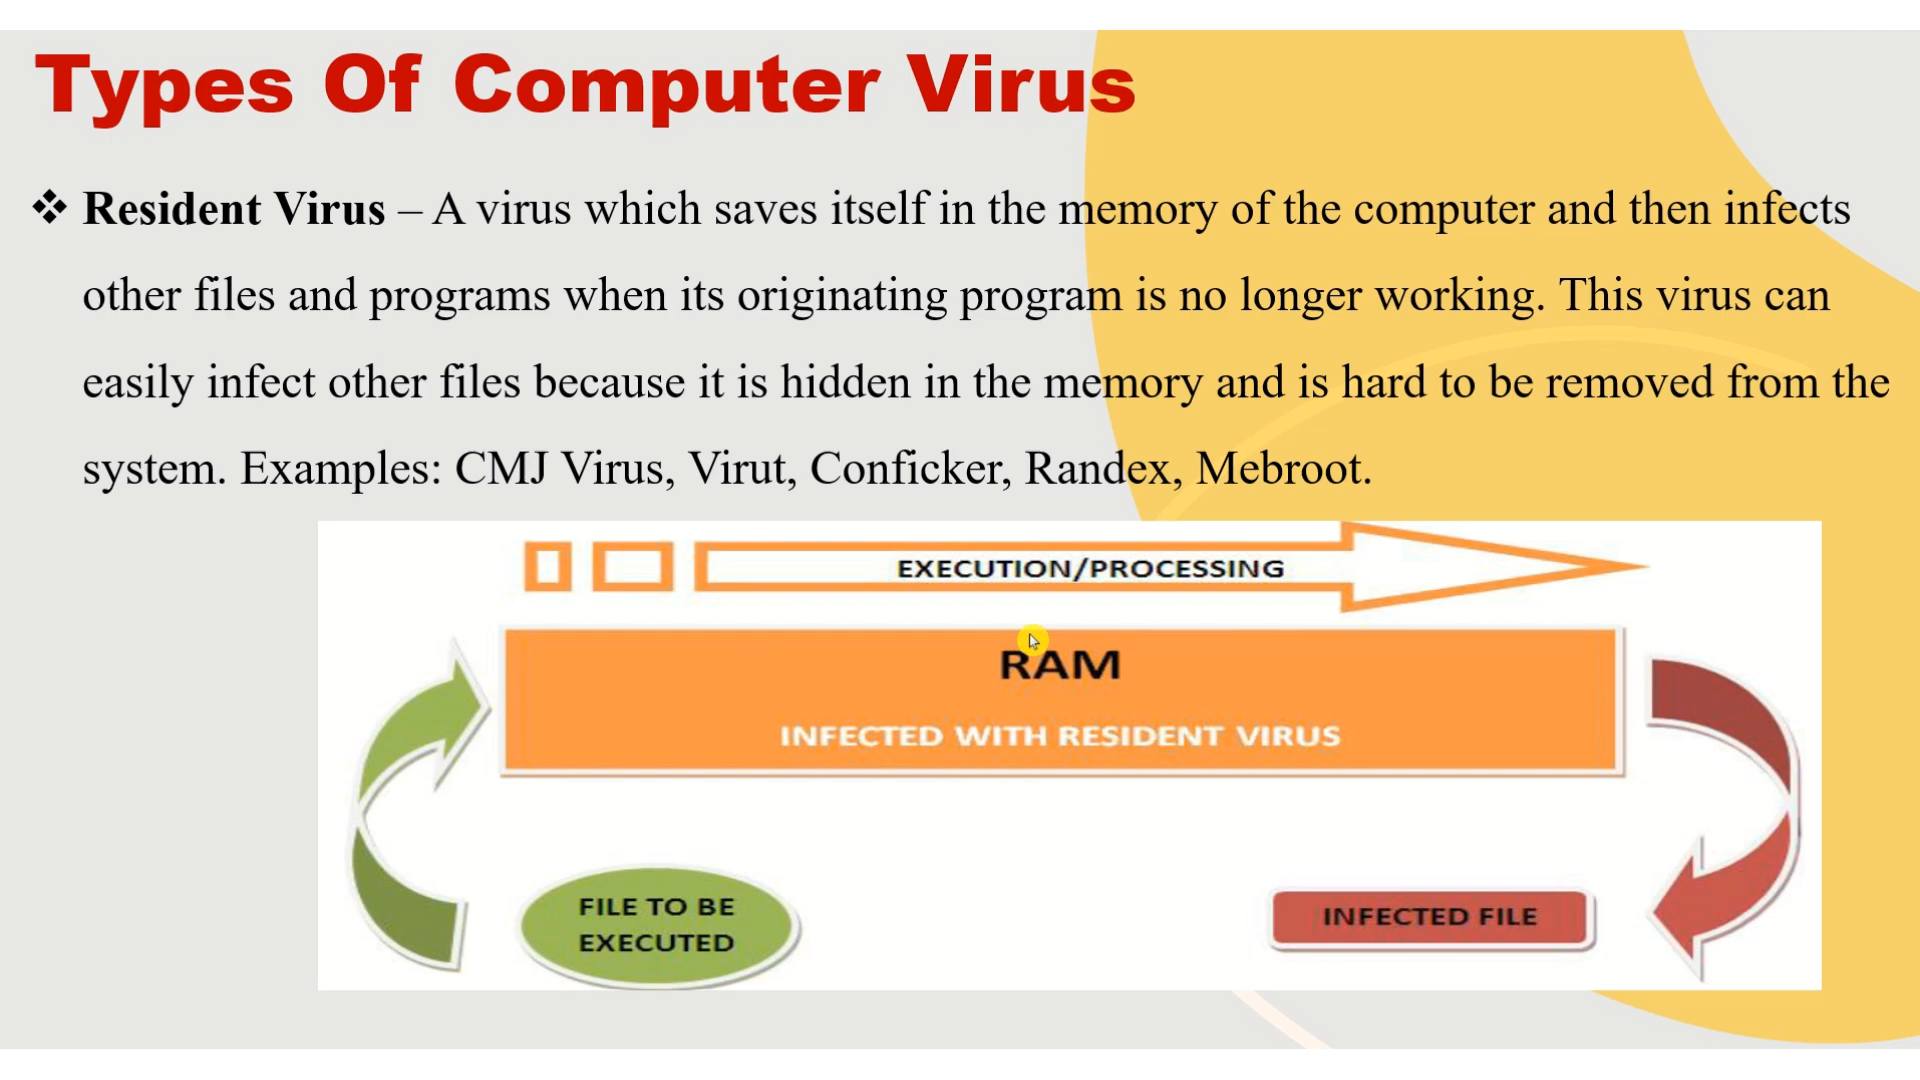 Types Of Computer Virus
❖ Resident Virus – A virus which saves itself in the memory of the computer and then infects
other files and programs when its originating program is no longer working. This virus can
easily infect other files because it is hidden in the memory and is hard to be removed from the
system. Examples: CMJ Virus, Virut, Conficker, Randex, Mebroot.
EXECUTION/PROCESSING
RAM
INFECTED WITH RESIDENT VIRUS
FILE TO BE
EXECUTED
INFECTED FILE